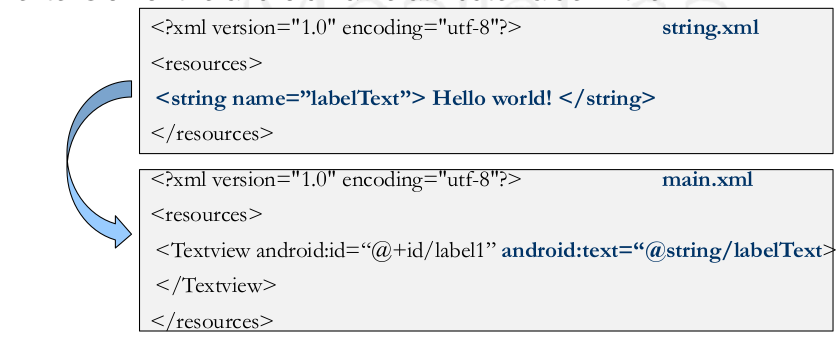 <?xml version="1.0" encoding="utf-8"?> string.xml
<resources>
<string name=”labelText”> Hello world! </string>
</resources>
<?xml version="1.0" encoding="utf-8"?> main.xml
<resources>
<Textview android:id=“@+id/label1” android:text=“@string/labelText>
</Textview>
</resources>